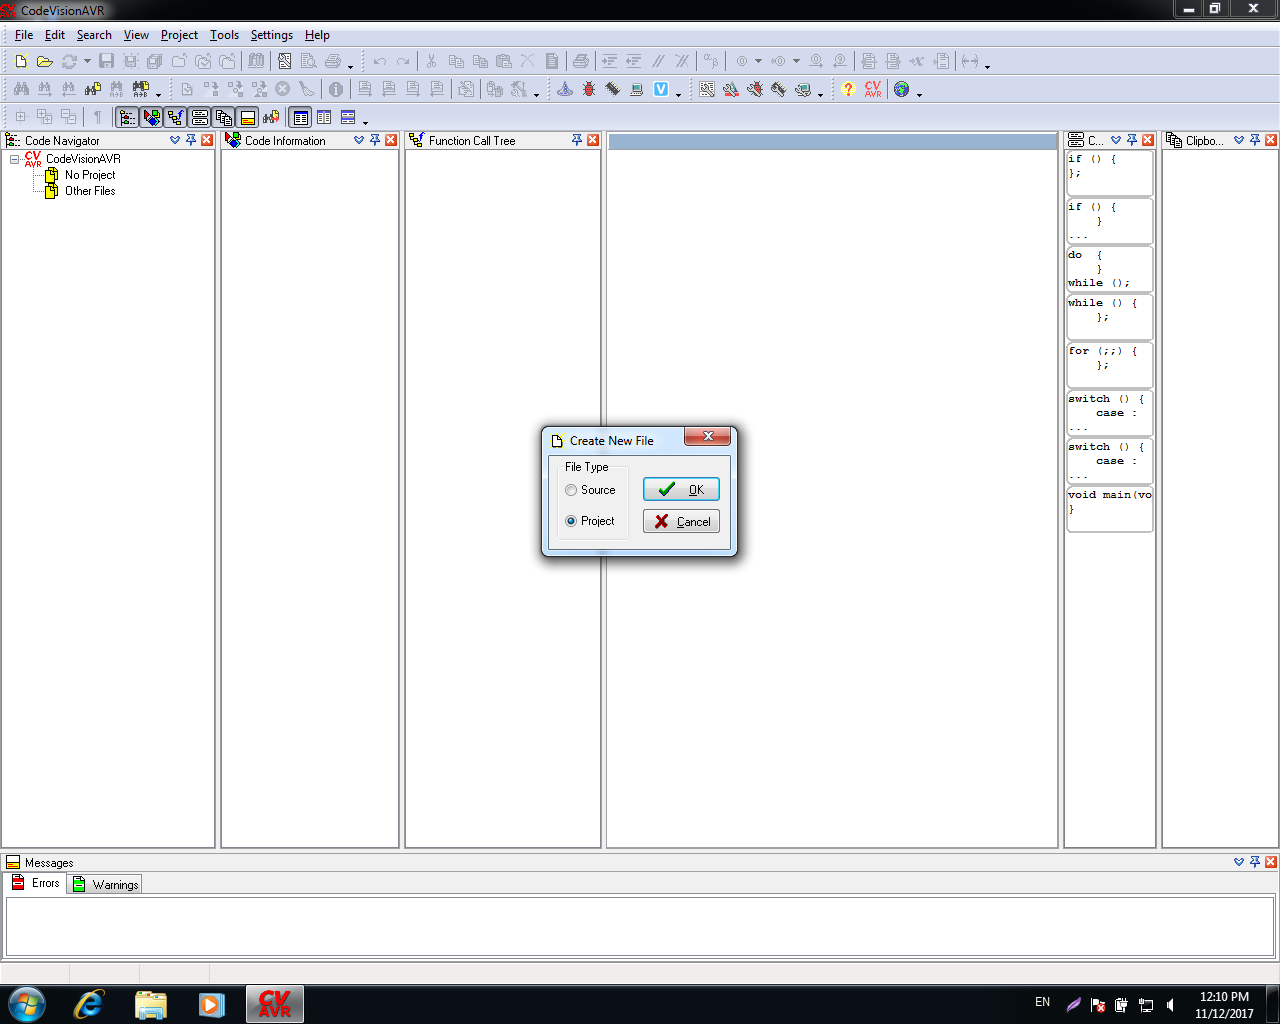 CodeVisionAVR
File Edit Search View Project Tools Settings Help
Code Navigator
CodeVisionAVR
No Project
Other Files
Code Information
Function Call Tree
C...
if () {
};
if () {
}
...
do {
}
while ();
while () {
};
for (;;) {
};
switch () {
case :
...
switch () {
case :
...
void main(vo
}
Clipbo...
Create New File
File Type
Source
Project
OK
Cancel
Messages
Errors
Warnings
CV
AVR
EN
12:10 PM
11/12/2017